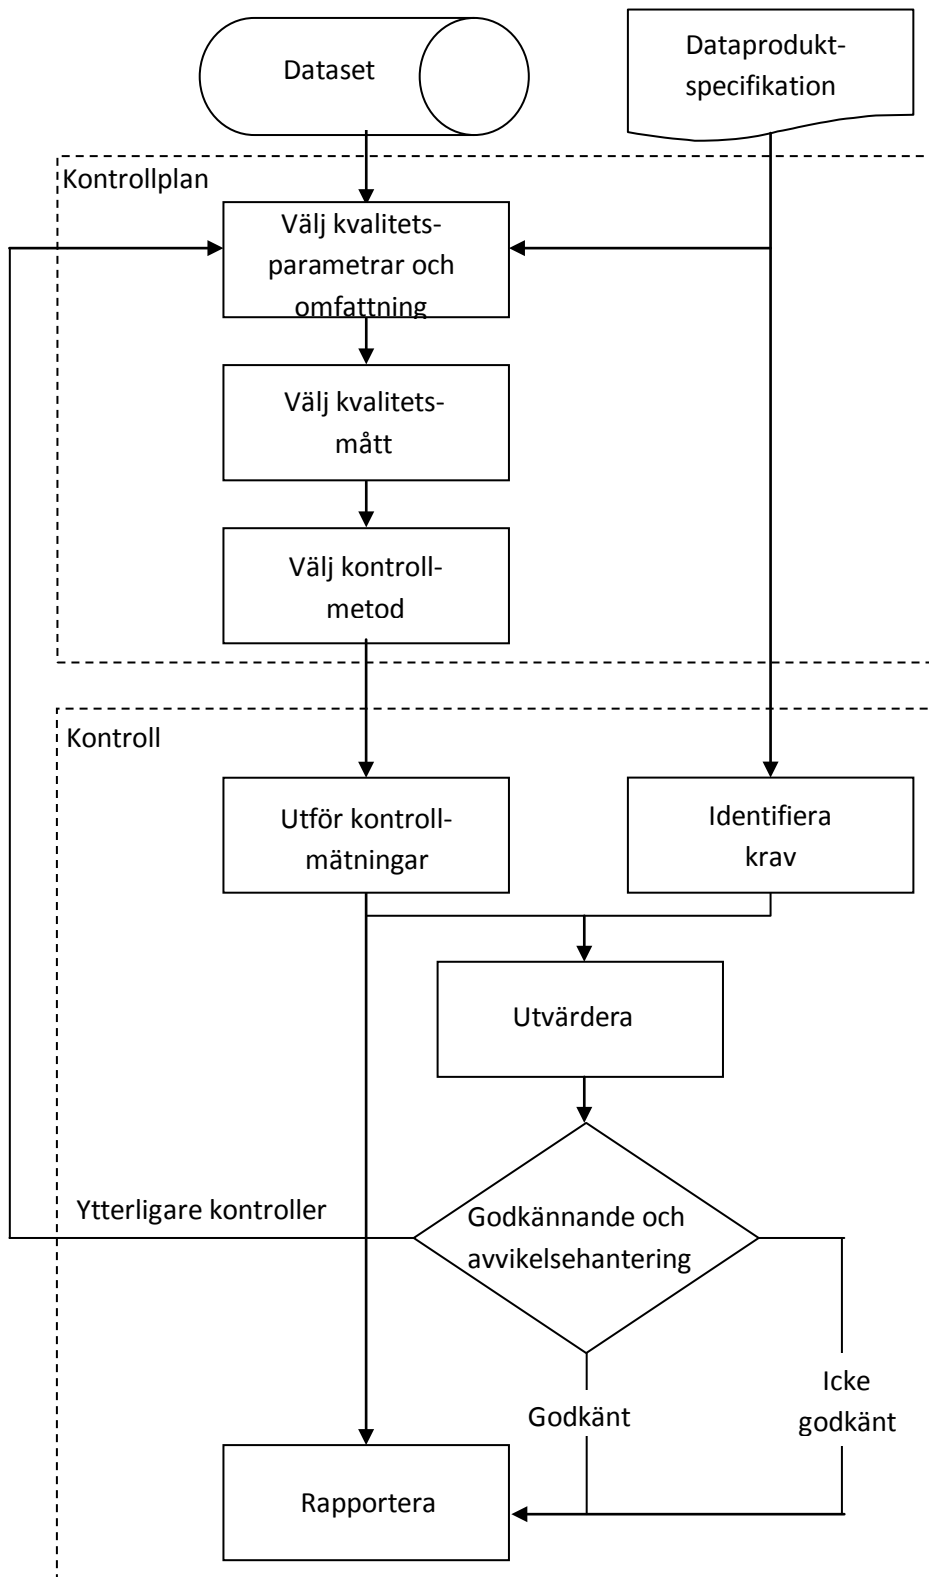 Dataset
Dataprodukt-
specifikation
Kontrollplan
Välj kvalitets-
parametrar och
omfattning
Välj kvalitets-
mått
Välj kontroll-
metod
Kontroll
Utför kontroll-
mätningar
Identifiera
krav
Utvärdera
Ytterligare kontroller
Godkännande och
avvikelsehantering
Icke
godkänt
Godkänt
Rapportera